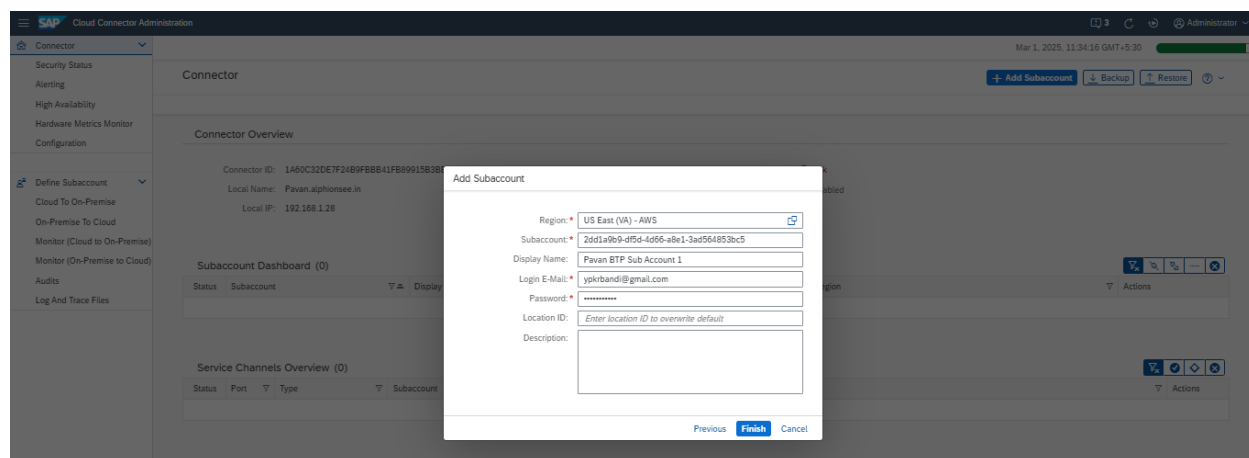 SAP Cloud Connector Administration 3 Administrator
Connector
Mar 1, 2025, 11:34:16 GMT+5:30
Security Status
Connector + Add Subaccount Backup Restore
Alerting
High Availability
Hardware Metrics Monitor
Connector Overview
Configuration
Connector ID:
Add Subaccount
Define Subaccount
Local Name: Pavan.alphionsee.in
Cloud To On-Premise
Local IP: 192.168.1.28
On-Premise To Cloud
Region:* US East (VA) - AWS
Monitor (Cloud to On-Premise)
Subaccount:* 2dd1a9b9-df5d-4d66-a8e1-3ad564853bc5
Monitor (On-Premise to Cloud)
Display Name: Pavan BTP Sub Account 1
Subaccount Dashboard (0)
Audits
Login E-Mail:* ypkrbandi@gmail.com
Status Subaccount Display Actions
Log And Trace Files
Password:* •••••••••••
Location ID: Enter location ID to overwrite default
Description:
Service Channels Overview (0)
Status Port Type Subaccount Actions
Previous Finish Cancel